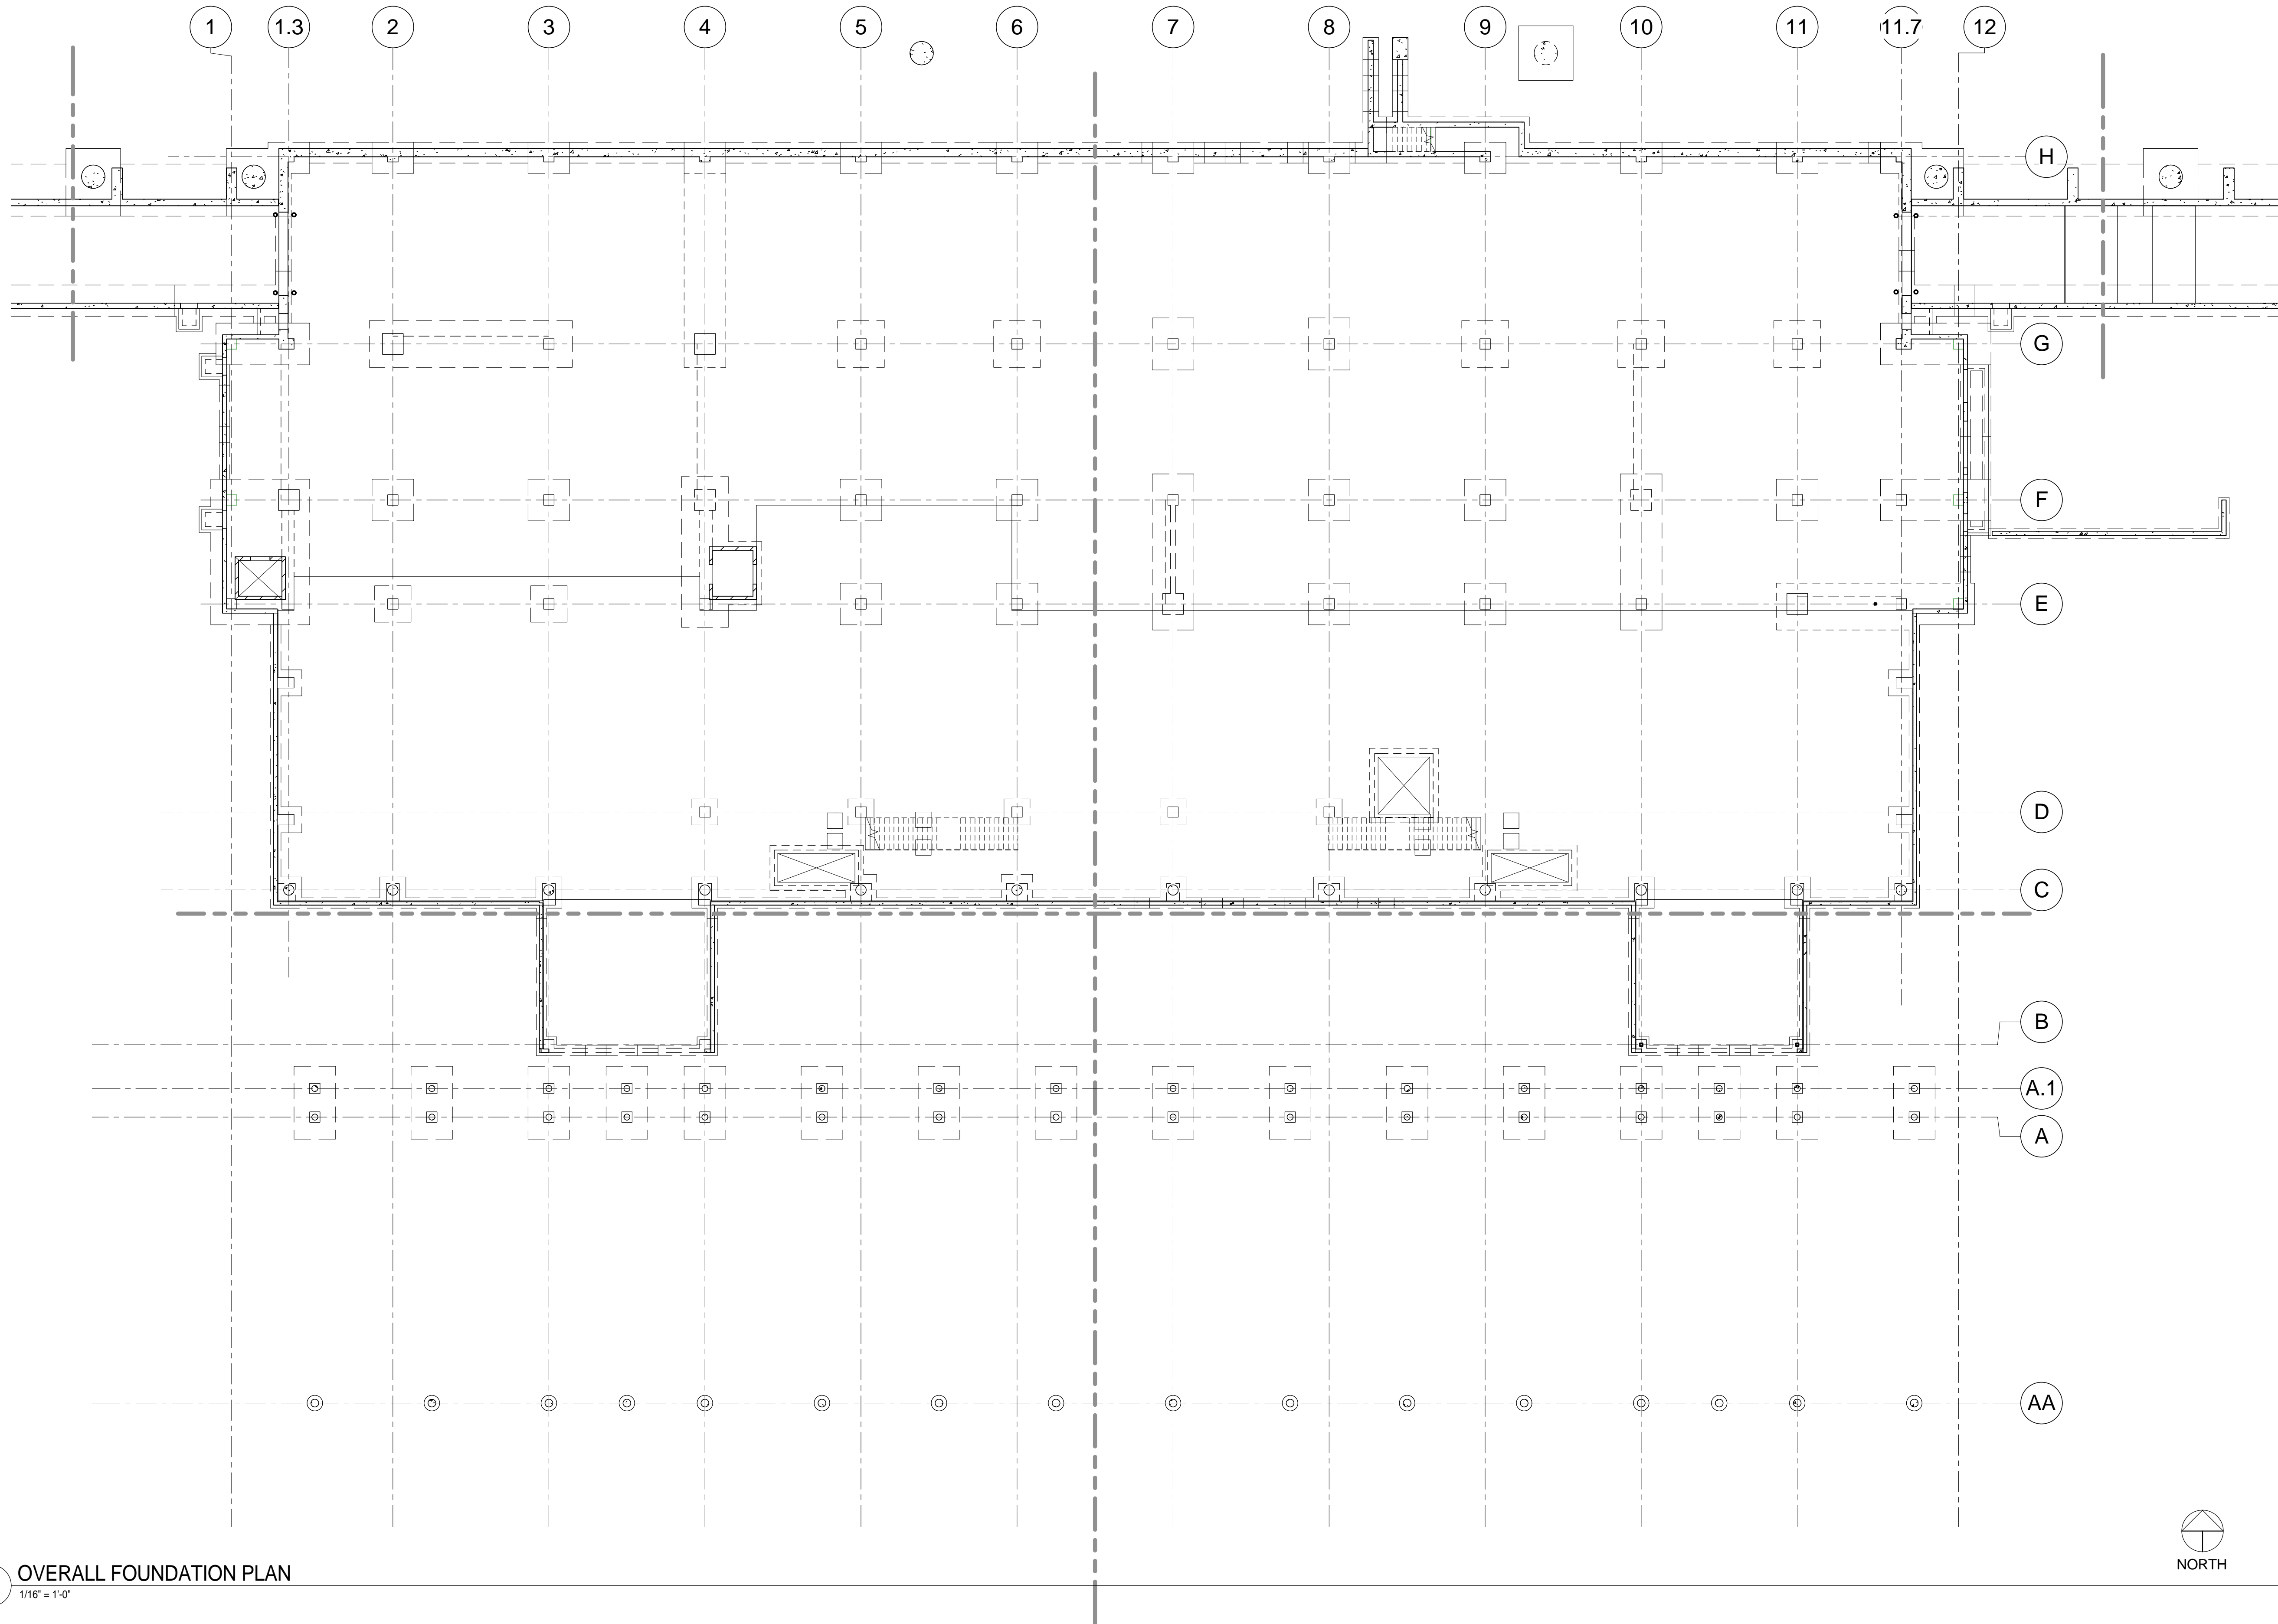 1 1.3 2 3 4 5 6 7 8 9 10 11 11.7 12
H
G
F
E
D
C
B
A.1
A
AA
NORTH
OVERALL FOUNDATION PLAN
1/16" = 1'-0"